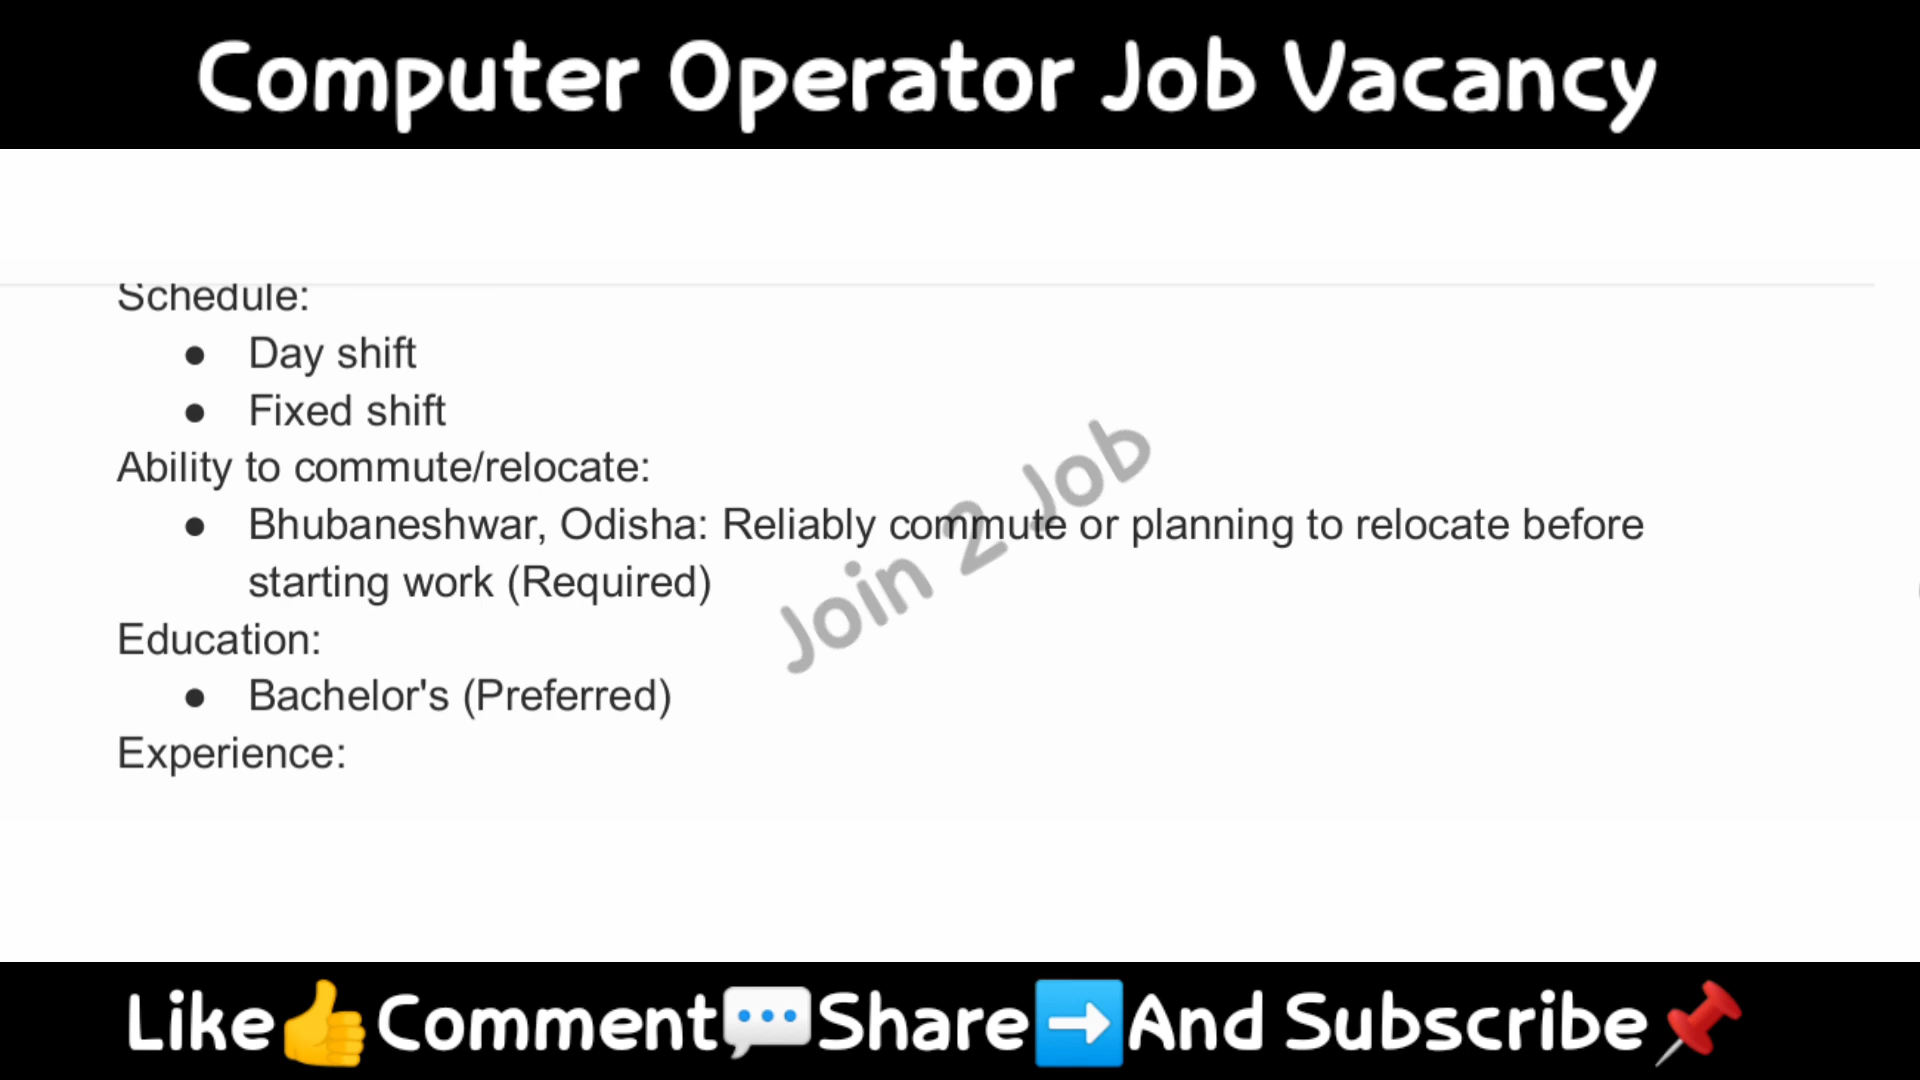 Computer Operator Job Vacancy
Schedule:
● Day shift
● Fixed shift
Ability to commute/relocate:
● Bhubaneshwar, Odisha: Reliably commute or planning to relocate before
starting work (Required)
Join 2 Job
Education:
● Bachelor's (Preferred)
Experience:
Like👍Comment💬Share➡️And Subscribe📌